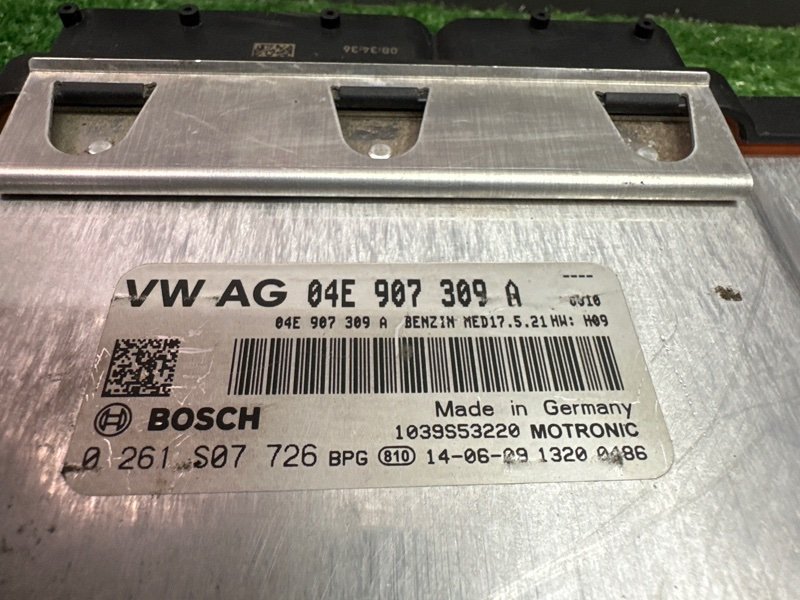 08:34:36
VW AG 04E 907 309 A ----
04E 907 309 A BENZIN MED17.5.21 HW: H09
BOSCH Made in Germany
1039S53220 MOTRONIC
0 261 S07 726 BPG 810 14-06-09 1320 0486